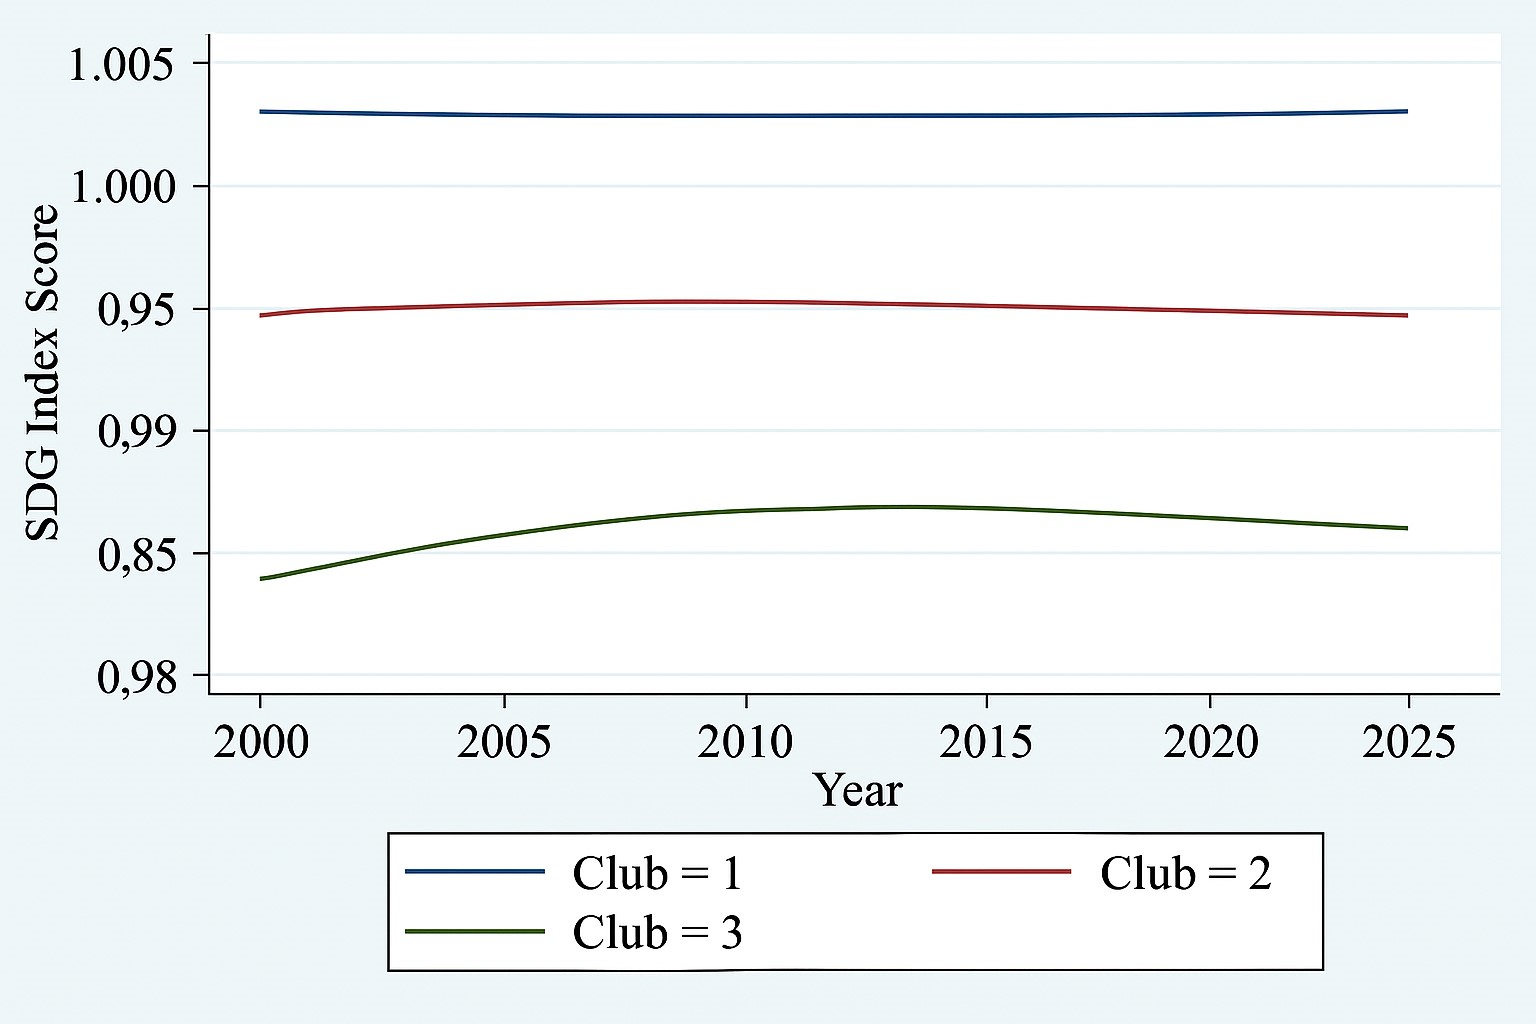 SDG Index Score
1.005
1.000
0,95
0,99
0,85
0,98
2000 2005 2010 2015 2020 2025
Year
Club = 1 Club = 2
Club = 3